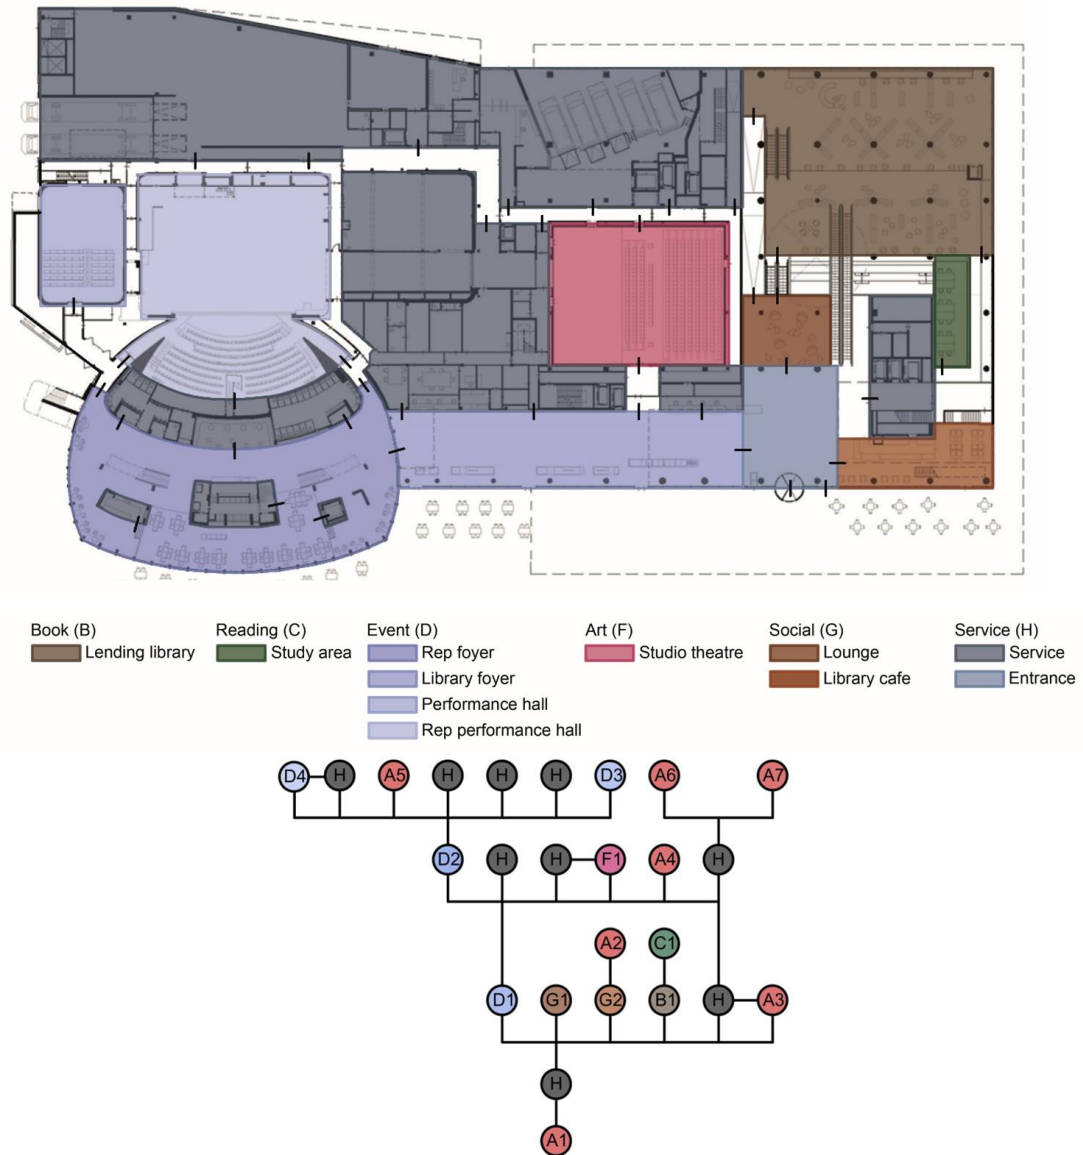 Book (B) Reading (C) Event (D) Art (F) Social (G) Service (H)
Lending library Study area Rep foyer Studio theatre Lounge Service
Library foyer Library cafe Entrance
Performance hall
Rep performance hall
D4 H A5 H H H D3 A6 A7
D2 H H F1 A4 H
A2 C1
D1 G1 G2 B1 H A3
H
A1